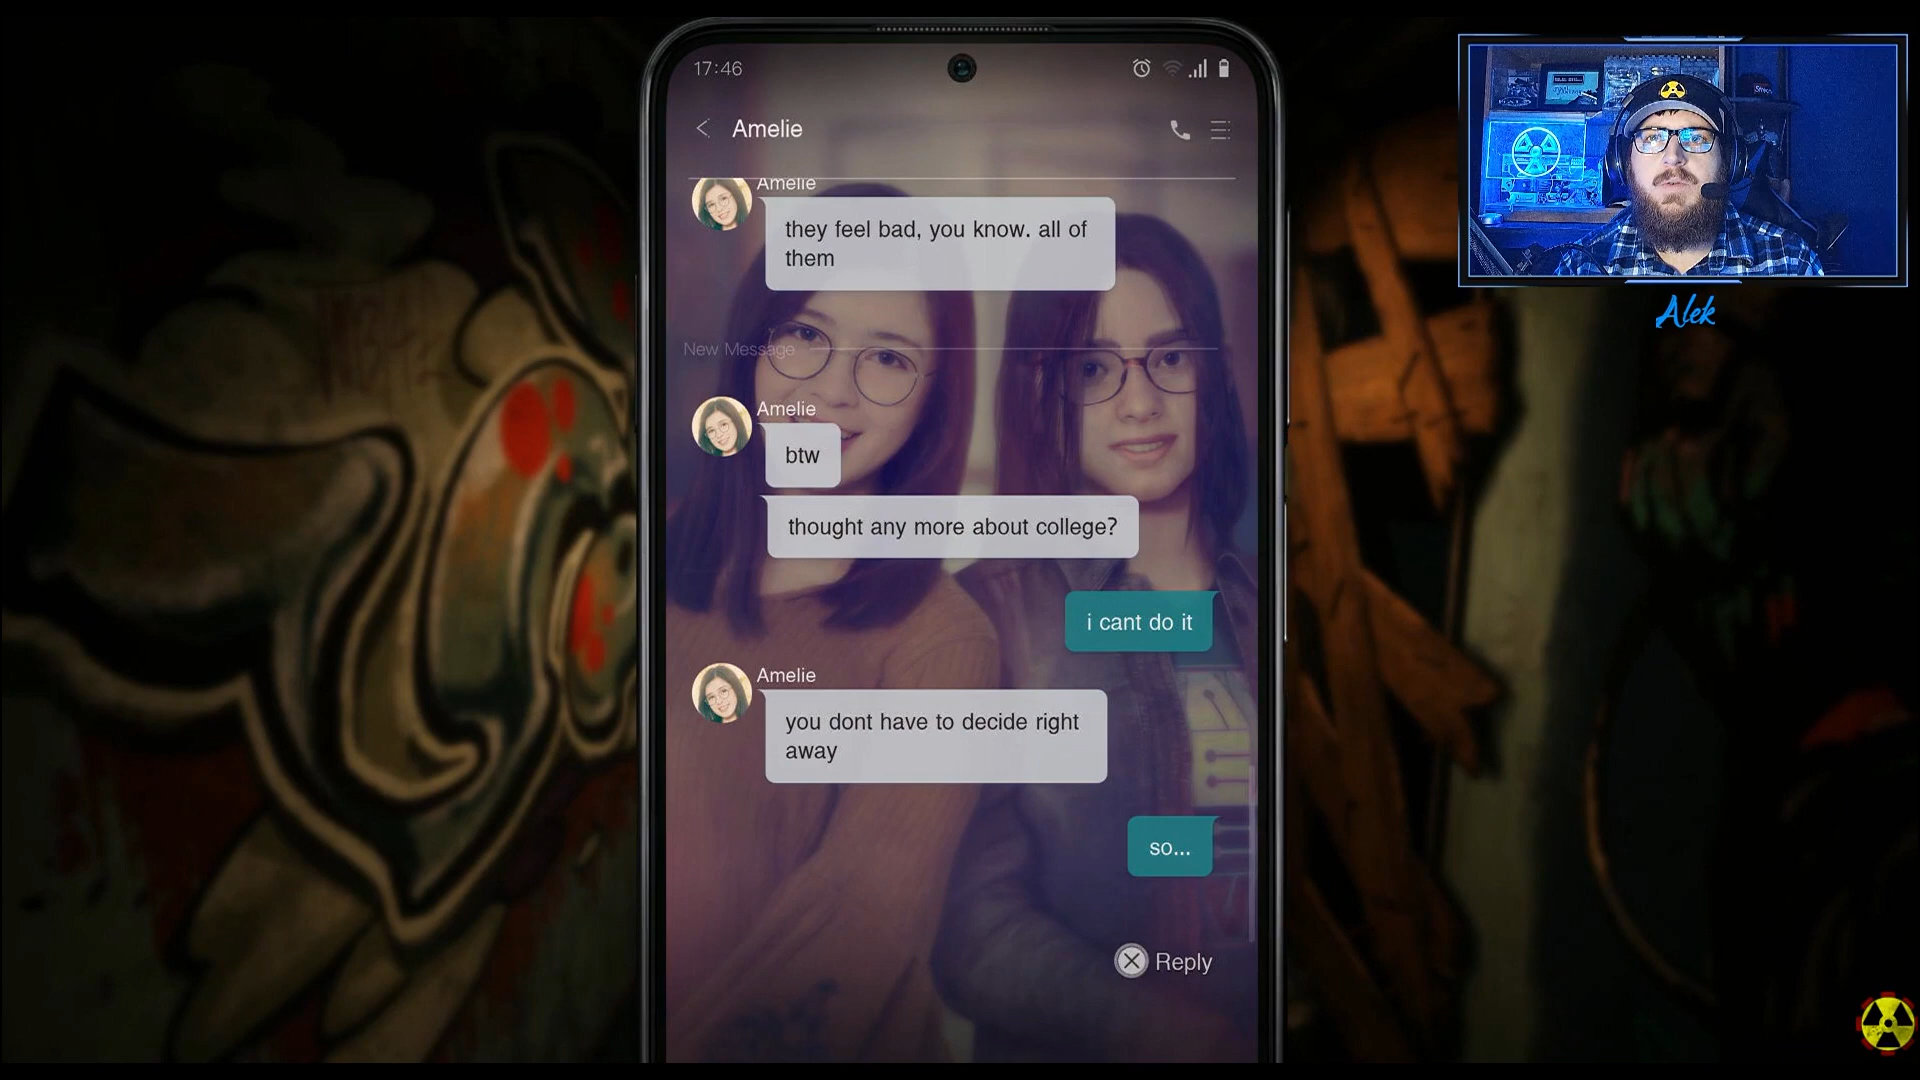 17:46
Amelie
Amelie
they feel bad, you know. all of
them
New Message
Amelie
btw
thought any more about college?
i cant do it
Amelie
you dont have to decide right
away
so...
Reply
Alek